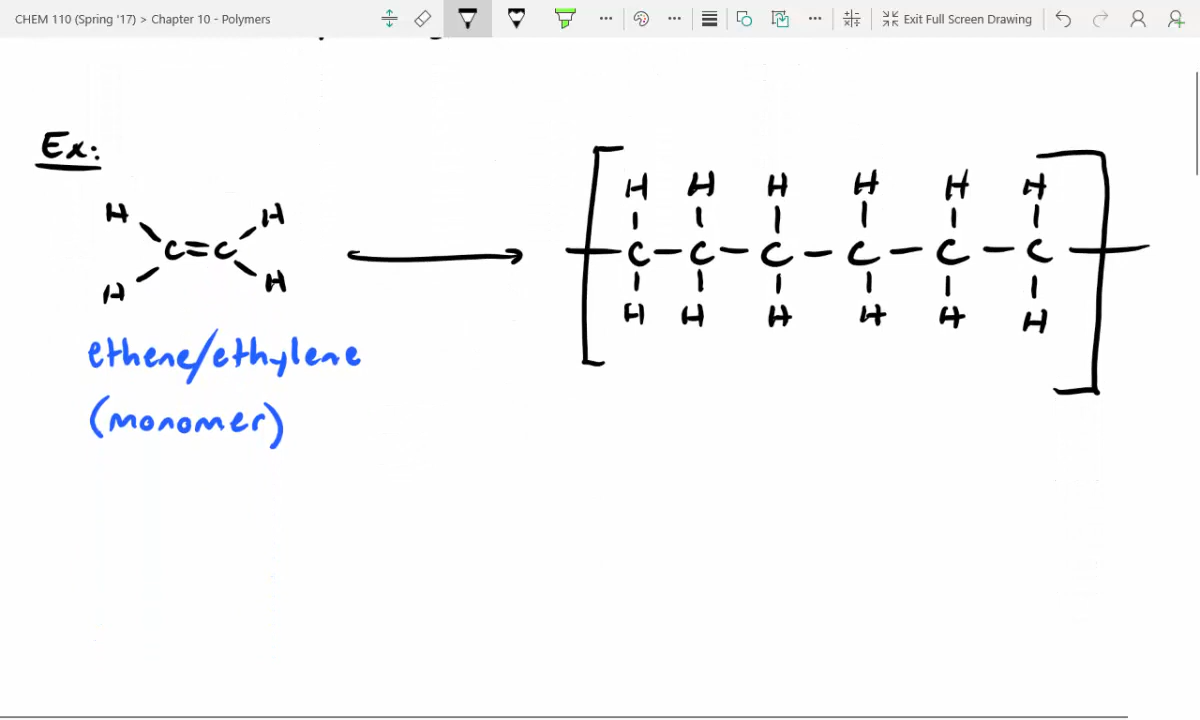 CHEM 110 (Spring '17) > Chapter 10 - Polymers
Exit Full Screen Drawing
Ex:
H H H H H H
H H
C=C
-C-C-C-C-C-C-
H H
H H H H H H
ethene/ethylene
(monomer)